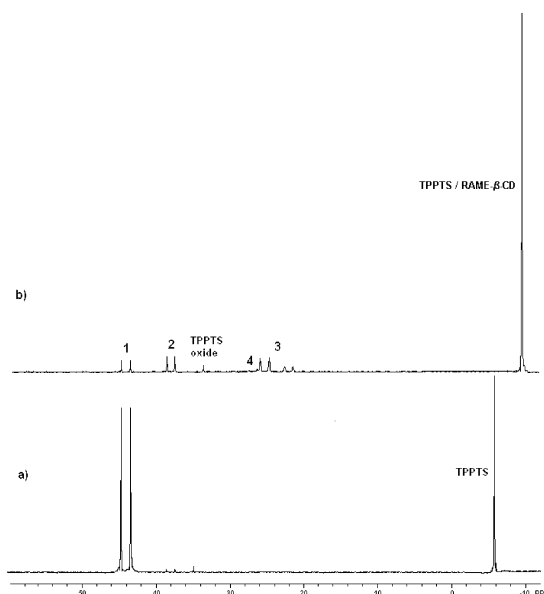 TPPTS / RAME-β-CD
b)
1
2
TPPTS
oxide
4
3
a)
TPPTS
50 40 30 20 10 0 -10